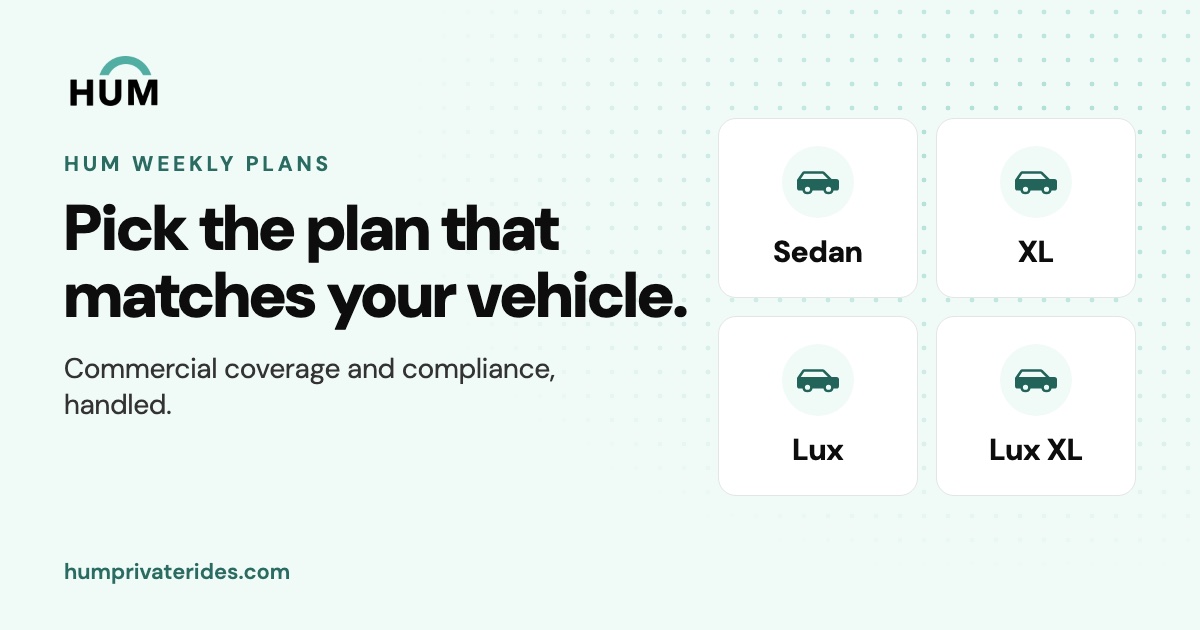 HUM
HUM WEEKLY PLANS
Pick the plan that
matches your vehicle.
Commercial coverage and compliance,
handled.
Sedan
XL
Lux
Lux XL
humprivaterides.com